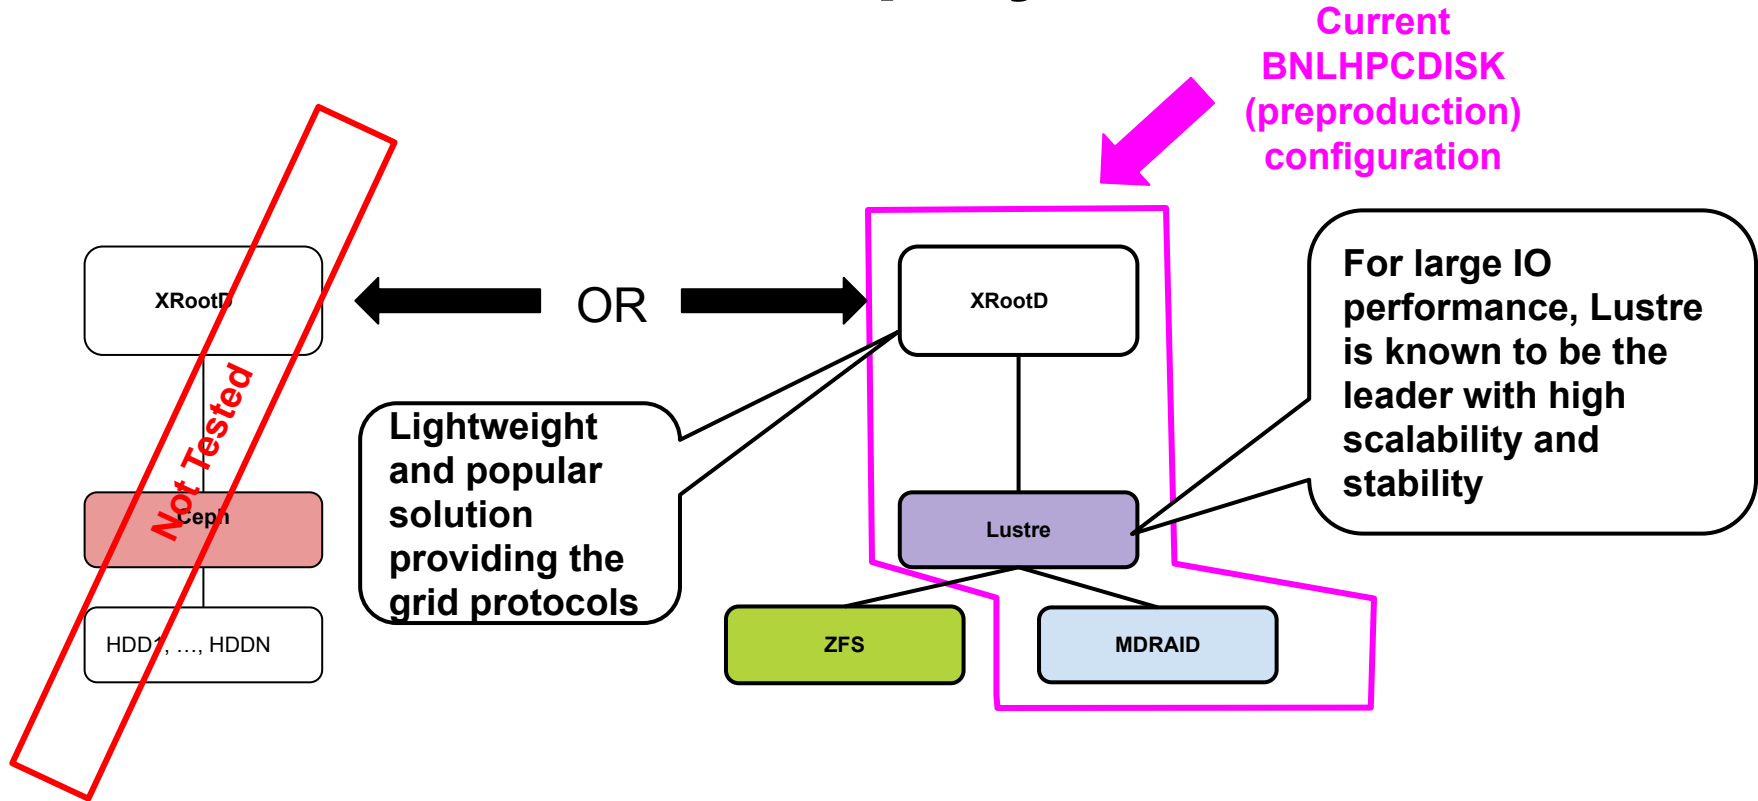 Current
BNLHPCDISK
(preproduction)
configuration
XRootD
OR
XRootD
For large IO
performance, Lustre
is known to be the
leader with high
scalability and
stability
Not Tested
Lightweight
and popular
solution
providing the
grid protocols
Ceph
Lustre
HDD1, …, HDDN
ZFS
MDRAID